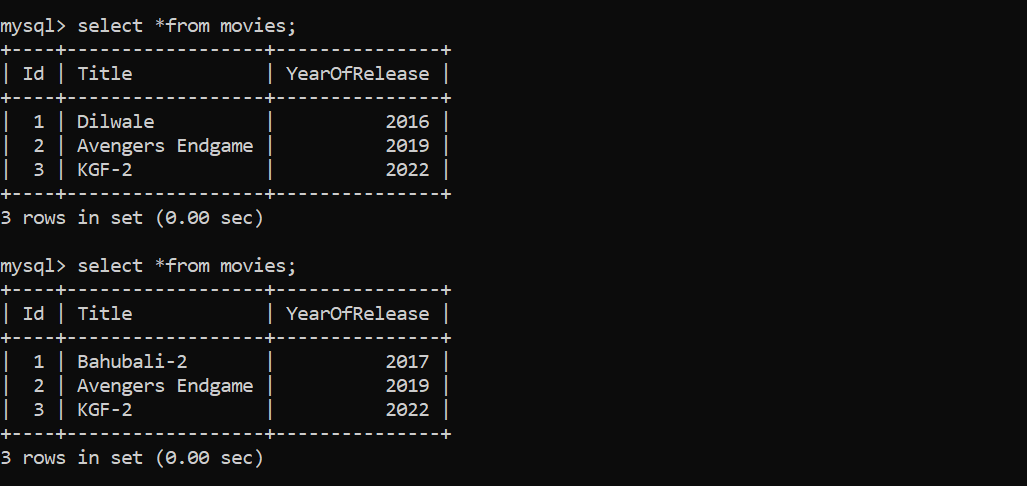 mysql> select *from movies;
+----+------------------+---------------+
| Id | Title            | YearOfRelease |
+----+------------------+---------------+
|  1 | Dilwale          |          2016 |
|  2 | Avengers Endgame |          2019 |
|  3 | KGF-2            |          2022 |
+----+------------------+---------------+
3 rows in set (0.00 sec)

mysql> select *from movies;
+----+------------------+---------------+
| Id | Title            | YearOfRelease |
+----+------------------+---------------+
|  1 | Bahubali-2       |          2017 |
|  2 | Avengers Endgame |          2019 |
|  3 | KGF-2            |          2022 |
+----+------------------+---------------+
3 rows in set (0.00 sec)